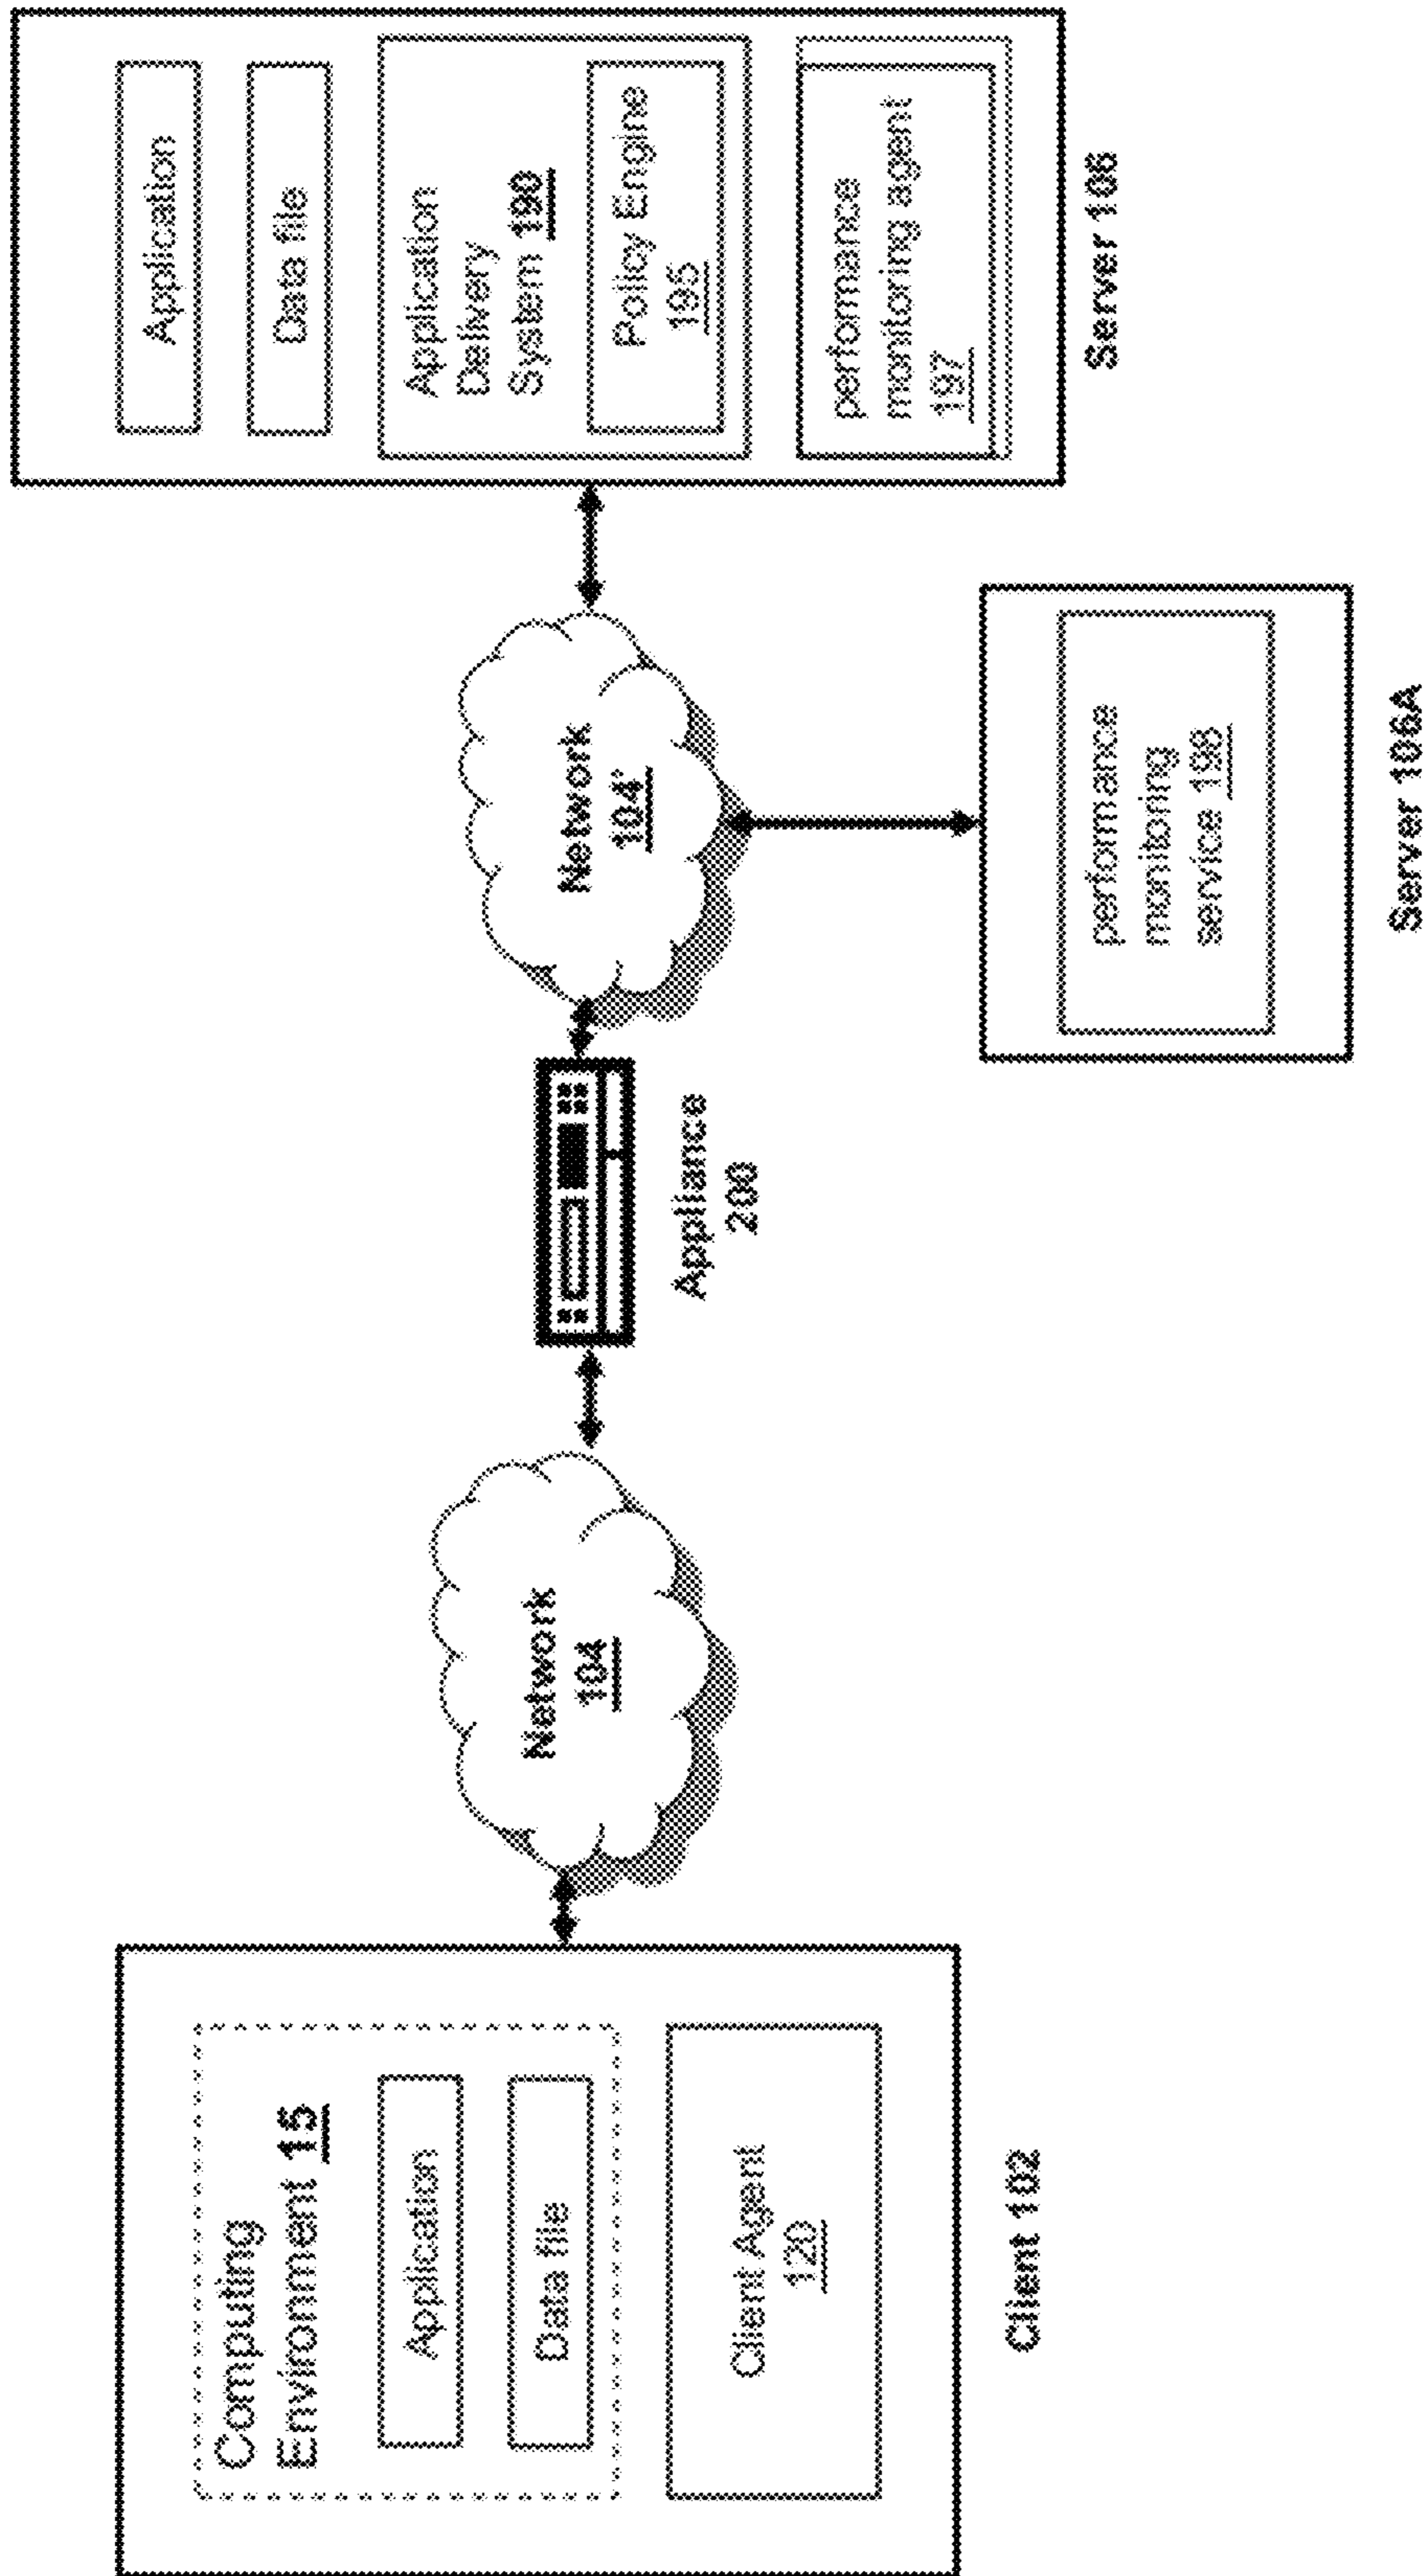 Computing
Environment 15
Application
Data file
Client Agent
120
Client 102
Network
104
Appliance
200
Network
104'
performance
monitoring
service 198
Server 106A
Application
Data file
Application
Delivery
System 190
Policy Engine
195
performance
monitoring agent
197
Server 106